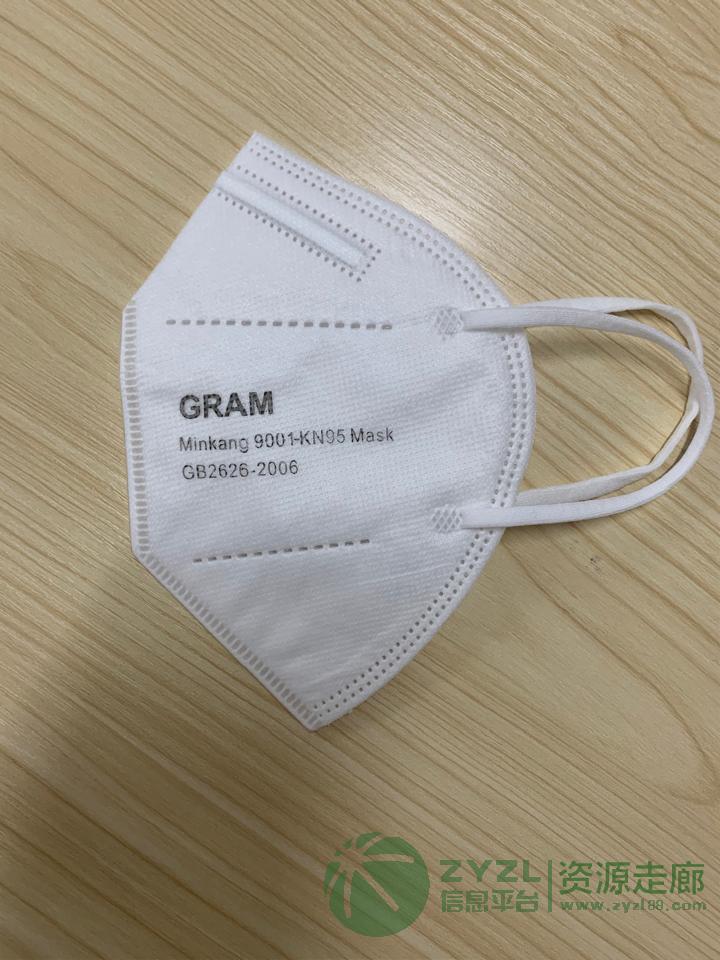 GRAM
Minkang 9001-KN95 Mask
GB2626-2006
ZYZL
信息平台
资源走廊
www.zyzl88.com